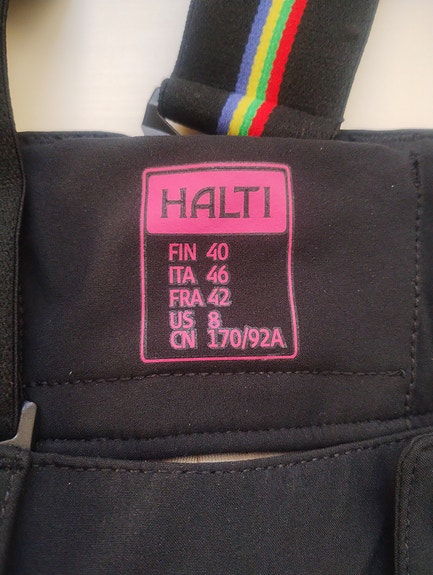 HALTI
FIN 40
ITA 46
FRA 42
US 8
CN 170/92A